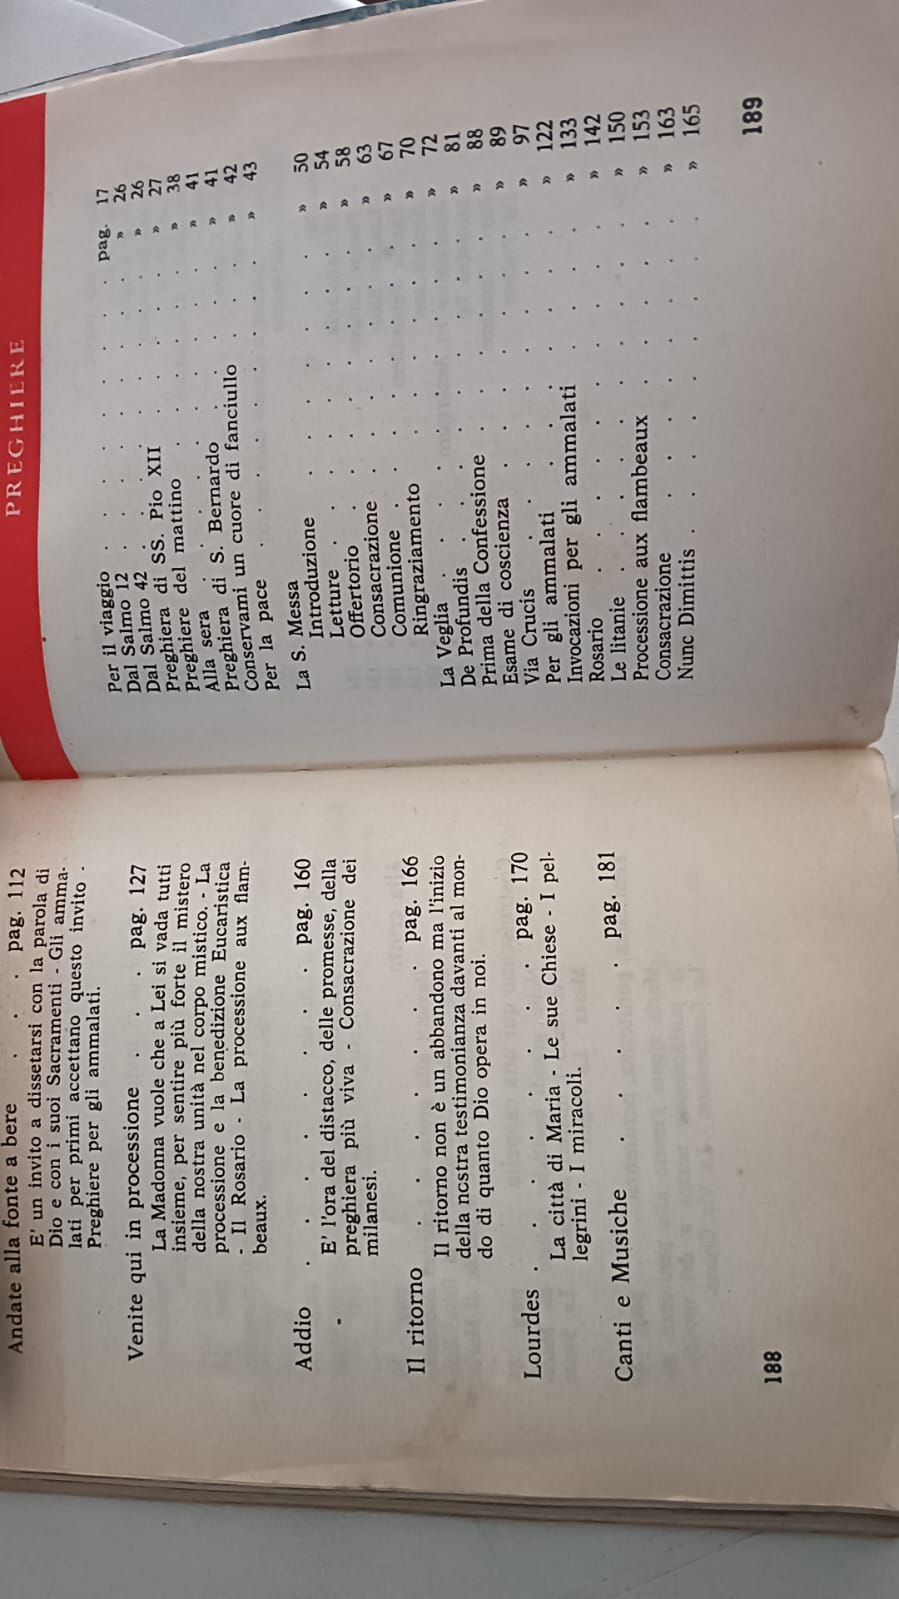 Andate alla fonte a bere . . . pag. 112
E' un invito a dissetarsi con la parola di
Dio e con i suoi Sacramenti - Gli amma-
lati per primi accettano questo invito -
Preghiere per gli ammalati.
Venite qui in processione . . . pag. 127
La Madonna vuole che a Lei si vada tutti
insieme, per sentire più forte il mistero
della nostra unità nel corpo mistico. - La
processione e la benedizione Eucaristica
- Il Rosario - La processione aux flam-
beaux.
Addio . . . . . . . . pag. 160
E' l'ora del distacco, delle promesse, della
preghiera più viva - Consacrazione dei
milanesi.
Il ritorno . . . . . . . pag. 166
Il ritorno non è un abbandono ma l'inizio
della nostra testimonianza davanti al mon-
do di quanto Dio opera in noi.
Lourdes . . . . . . . . pag. 170
La città di Maria - Le sue Chiese - I pel-
legrini - I miracoli.
Canti e Musiche . . . . . pag. 181
188
PREGHIERE
Per il viaggio . . . . . . . . . pag. 17
Dal Salmo 12 . . . . . . . . . » 26
Dal Salmo 42 . . . . . . . . . » 26
Preghiera di SS. Pio XII . . . . . . » 27
Preghiere del mattino . . . . . . . » 38
Alla sera . . . . . . . . . . » 41
Preghiera di S. Bernardo . . . . . . » 41
Conservami un cuore di fanciullo . . . . » 42
Per la pace . . . . . . . . . . » 43
La S. Messa
Introduzione . . . . . . . . » 50
Letture . . . . . . . . . » 54
Offertorio . . . . . . . . . » 58
Consacrazione . . . . . . . . » 63
Comunione . . . . . . . . » 67
Ringraziamento . . . . . . . » 70
La Veglia . . . . . . . . . . » 72
De Profundis . . . . . . . . . » 81
Prima della Confessione . . . . . . » 88
Esame di coscienza . . . . . . . . » 89
Via Crucis . . . . . . . . . . » 97
Per gli ammalati . . . . . . . . » 122
Invocazioni per gli ammalati . . . . . » 133
Rosario . . . . . . . . . . » 142
Le litanie . . . . . . . . . . » 150
Processione aux flambeaux . . . . . . » 153
Consacrazione . . . . . . . . . » 163
Nunc Dimittis . . . . . . . . . » 165
189